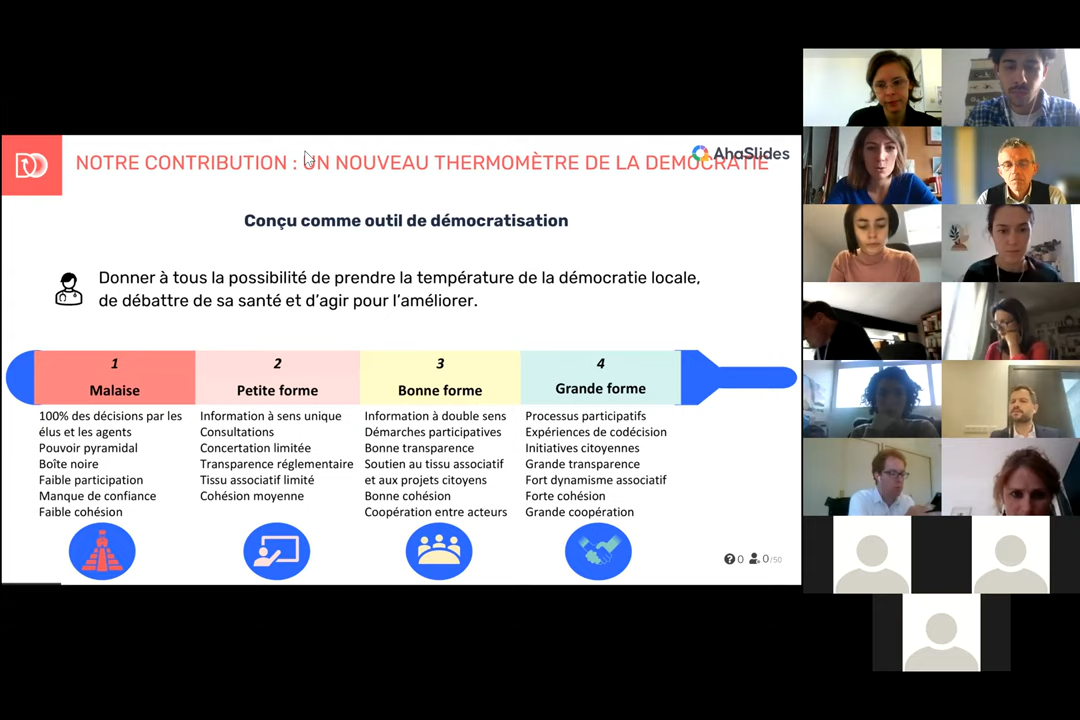 NOTRE CONTRIBUTION : UN NOUVEAU THERMOMÈTRE DE LA DEMOCRATIE
AhaSlides
Conçu comme outil de démocratisation
Donner à tous la possibilité de prendre la température de la démocratie locale,
de débattre de sa santé et d'agir pour l'améliorer.
1
Malaise
100% des décisions par les
élus et les agents
Pouvoir pyramidal
Boîte noire
Faible participation
Manque de confiance
Faible cohésion
2
Petite forme
Information à sens unique
Consultations
Concertation limitée
Transparence réglementaire
Tissu associatif limité
Cohésion moyenne
3
Bonne forme
Information à double sens
Démarches participatives
Bonne transparence
Soutien au tissu associatif
et aux projets citoyens
Bonne cohésion
Coopération entre acteurs
4
Grande forme
Processus participatifs
Expériences de codécision
Initiatives citoyennes
Grande transparence
Fort dynamisme associatif
Forte cohésion
Grande coopération
? 0 0/50